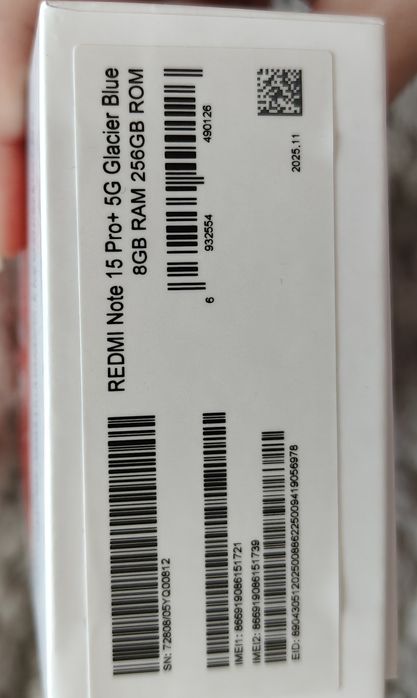 REDMI Note 15 Pro+ 5G Glacier Blue
8GB RAM 256GB ROM
6 932554 490126
2025.11
SN: 72808/05YQ00812
IMEI1: 866919086151721
IMEI2: 866919086151739
EID: 89043051202500886225009419056978